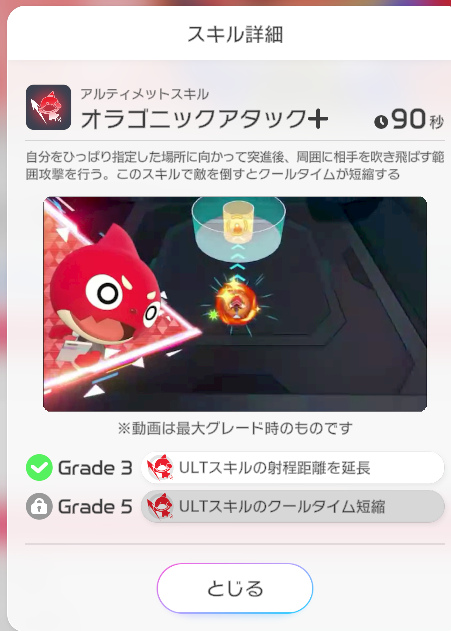 スキル詳細
アルティメットスキル
オラゴニックアタック+
90秒
自分をひっぱり指定した場所に向かって突進後、周囲に相手を吹き飛ばす範
囲攻撃を行う。このスキルで敵を倒すとクールタイムが短縮する
※動画は最大グレード時のものです
Grade 3 ULTスキルの射程距離を延長
Grade 5 ULTスキルのクールタイム短縮
とじる